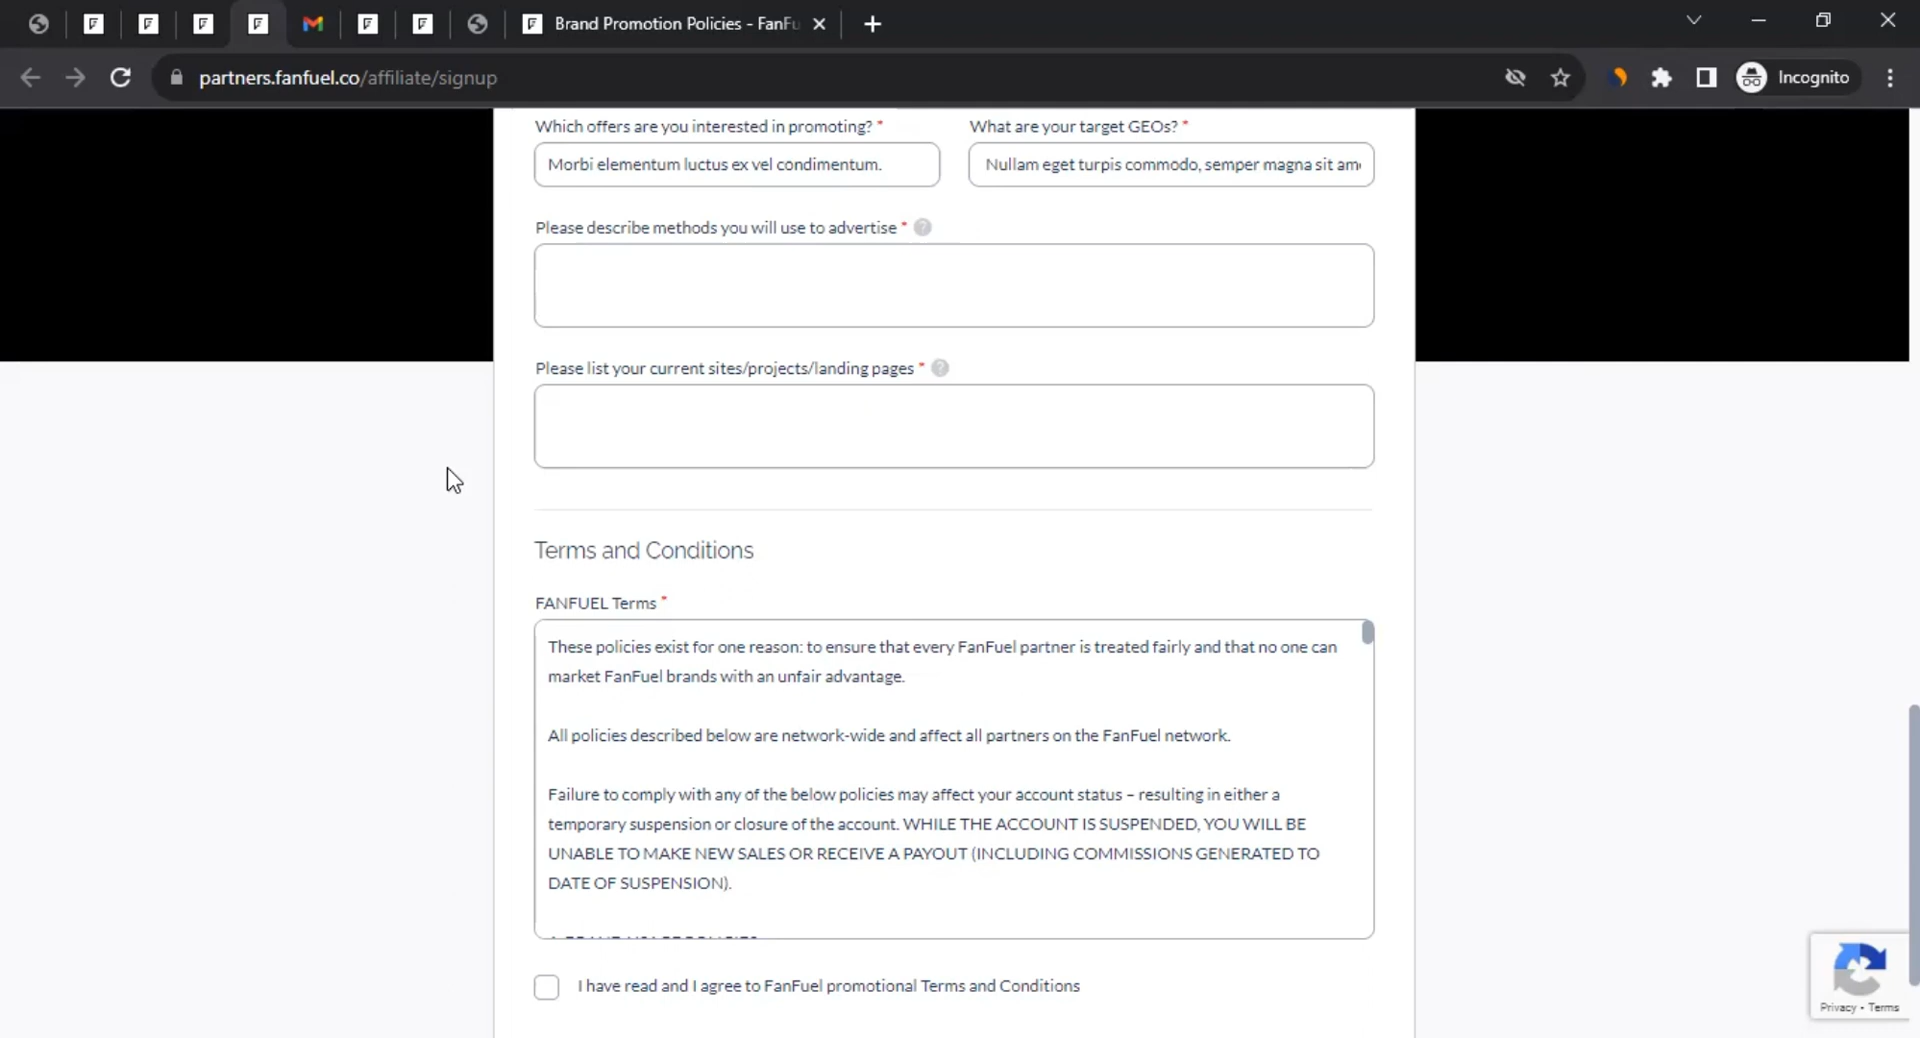 Brand Promotion Policies - FanFu
partners.fanfuel.co/affiliate/signup
Incognito
Which offers are you interested in promoting? *
What are your target GEOs? *
Morbi elementum luctus ex vel condimentum.
Nullam eget turpis commodo, semper magna sit am
Please describe methods you will use to advertise * ?
Please list your current sites/projects/landing pages * ?
Terms and Conditions
FANFUEL Terms *
These policies exist for one reason: to ensure that every FanFuel partner is treated fairly and that no one can
market FanFuel brands with an unfair advantage.
All policies described below are network-wide and affect all partners on the FanFuel network.
Failure to comply with any of the below policies may affect your account status – resulting in either a
temporary suspension or closure of the account. WHILE THE ACCOUNT IS SUSPENDED, YOU WILL BE
UNABLE TO MAKE NEW SALES OR RECEIVE A PAYOUT (INCLUDING COMMISSIONS GENERATED TO
DATE OF SUSPENSION).
I have read and I agree to FanFuel promotional Terms and Conditions
Privacy • Terms